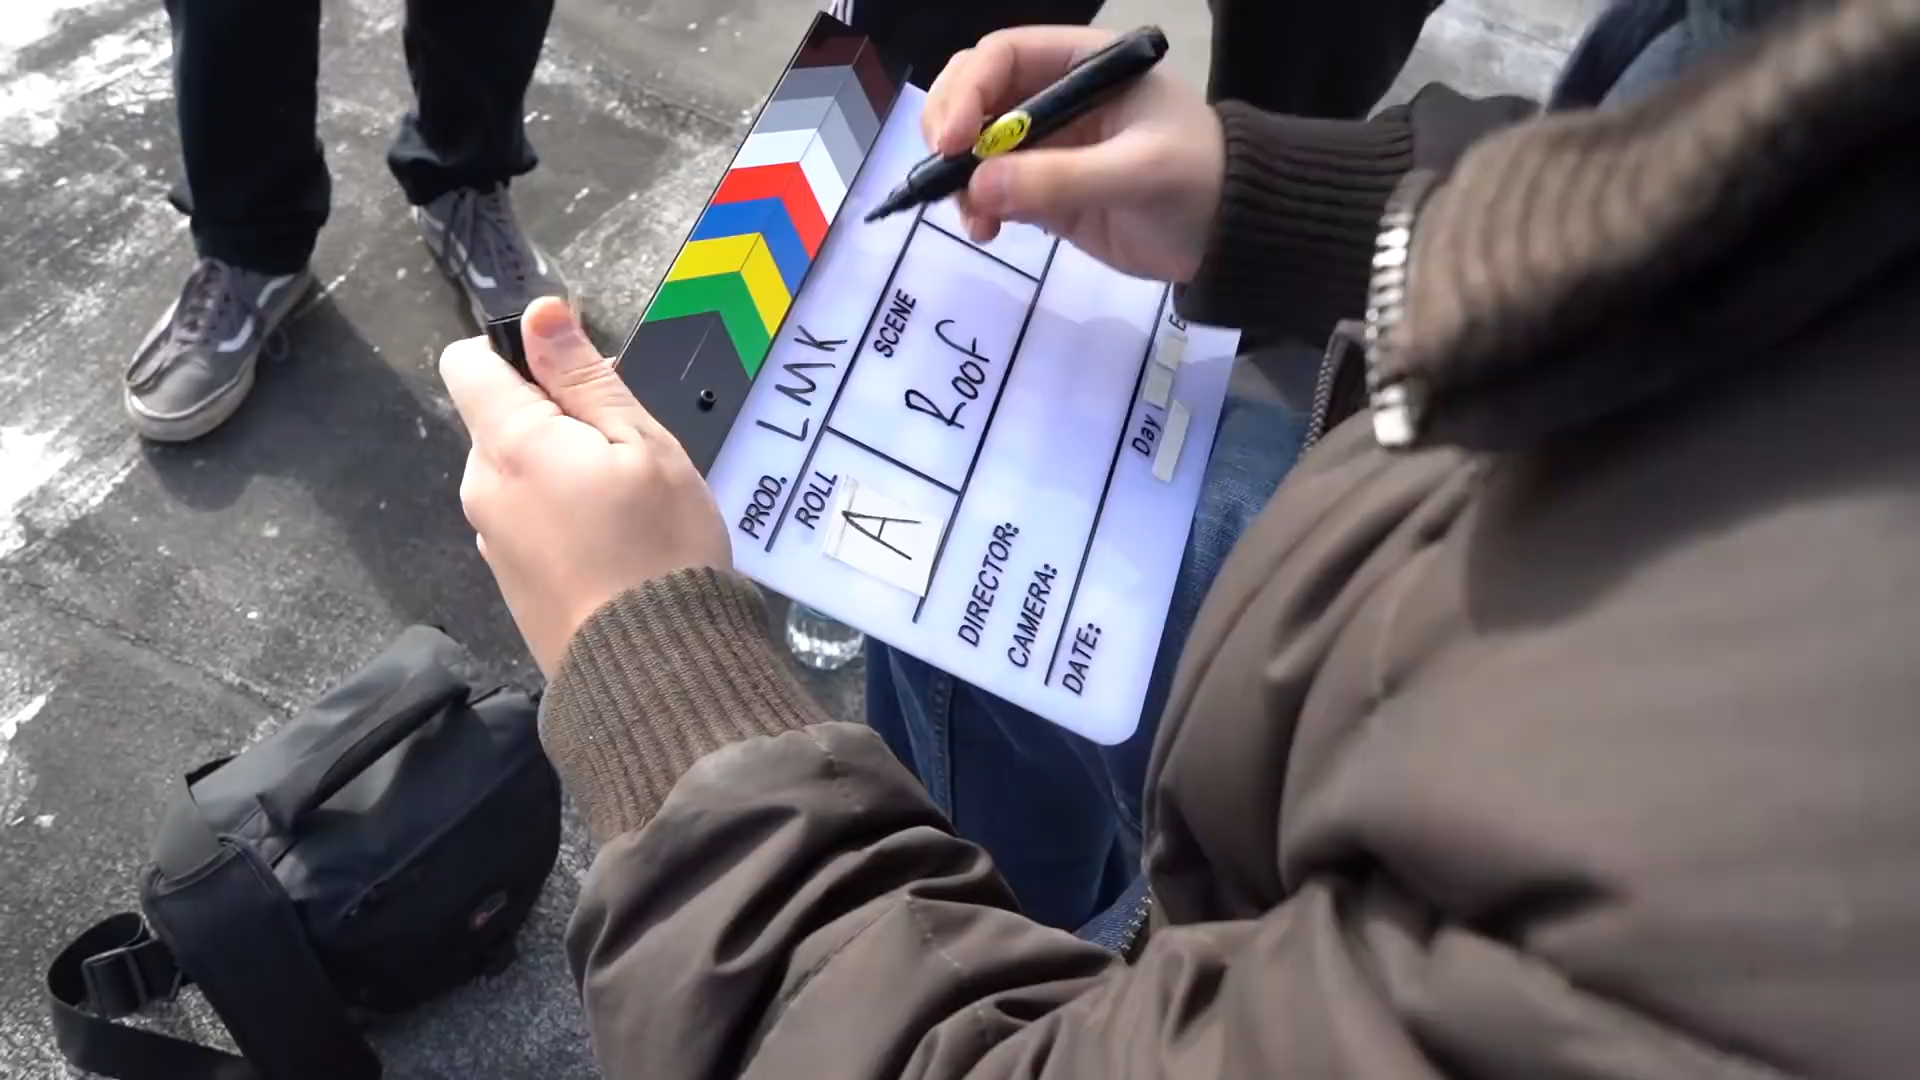 PROD. LMK
ROLL
SCENE
A
Roof
DIRECTOR:
CAMERA:
DATE:
Day